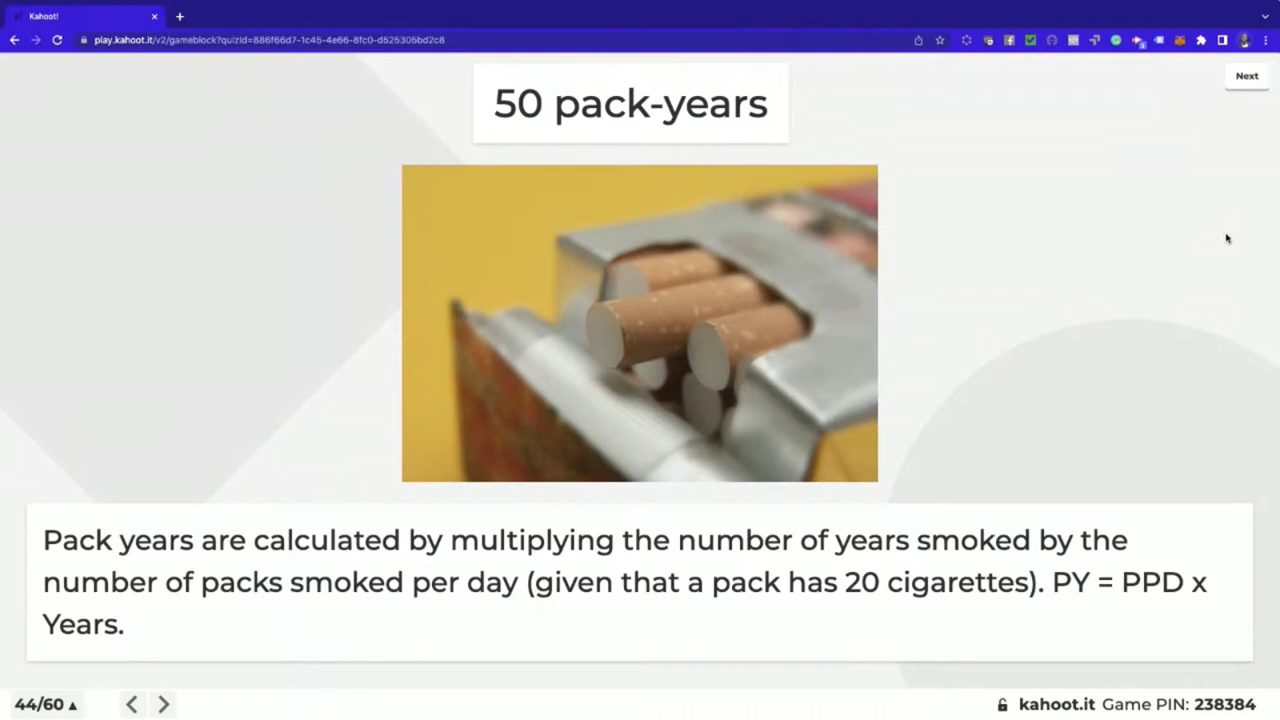 Kahoot!
play.kahoot.it/v2/gameblock?quizId=886f66d7-1c45-4e66-8fc0-d525305bd2c8
Next
50 pack-years
Pack years are calculated by multiplying the number of years smoked by the
number of packs smoked per day (given that a pack has 20 cigarettes). PY = PPD x
Years.
44/60
kahoot.it Game PIN: 238384